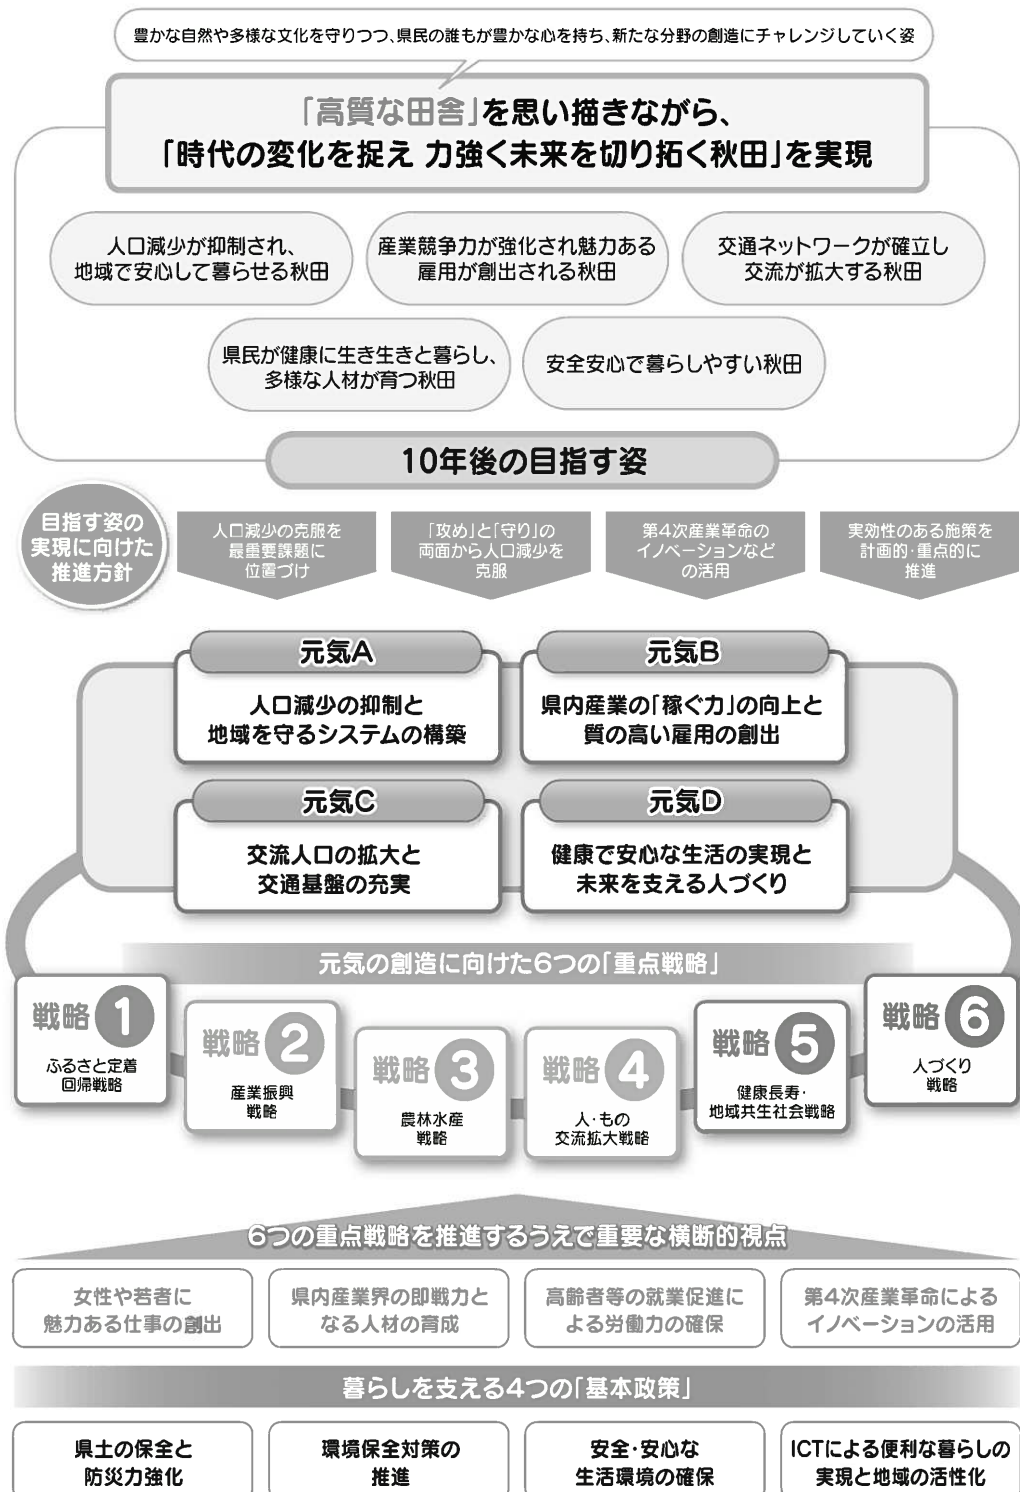 豊かな自然や多様な文化を守りつつ、県民の誰もが豊かな心を持ち、新たな分野の創造にチャレンジしていく姿
「高質な田舎」を思い描きながら、
「時代の変化を捉え 力強く未来を切り拓く秋田」を実現
人口減少が抑制され、
地域で安心して暮らせる秋田
産業競争力が強化され魅力ある
雇用が創出される秋田
交通ネットワークが確立し
交流が拡大する秋田
県民が健康に生き生きと暮らし、
多様な人材が育つ秋田
安全安心で暮らしやすい秋田
10年後の目指す姿
目指す姿の
実現に向けた
推進方針
人口減少の克服を
最重要課題に
位置づけ
「攻め」と「守り」の
両面から人口減少を
克服
第4次産業革命の
イノベーションなど
の活用
実効性のある施策を
計画的・重点的に
推進
元気A
人口減少の抑制と
地域を守るシステムの構築
元気B
県内産業の「稼ぐ力」の向上と
質の高い雇用の創出
元気C
交流人口の拡大と
交通基盤の充実
元気D
健康で安心な生活の実現と
未来を支える人づくり
元気の創造に向けた6つの「重点戦略」
戦略1
ふるさと定着
回帰戦略
戦略2
産業振興
戦略
戦略3
農林水産
戦略
戦略4
人・もの
交流拡大戦略
戦略5
健康長寿・
地域共生社会戦略
戦略6
人づくり
戦略
6つの重点戦略を推進するうえで重要な横断的視点
女性や若者に
魅力ある仕事の創出
県内産業界の即戦力と
なる人材の育成
高齢者等の就業促進に
よる労働力の確保
第4次産業革命による
イノベーションの活用
暮らしを支える4つの「基本政策」
県土の保全と
防災力強化
環境保全対策の
推進
安全・安心な
生活環境の確保
ICTによる便利な暮らしの
実現と地域の活性化